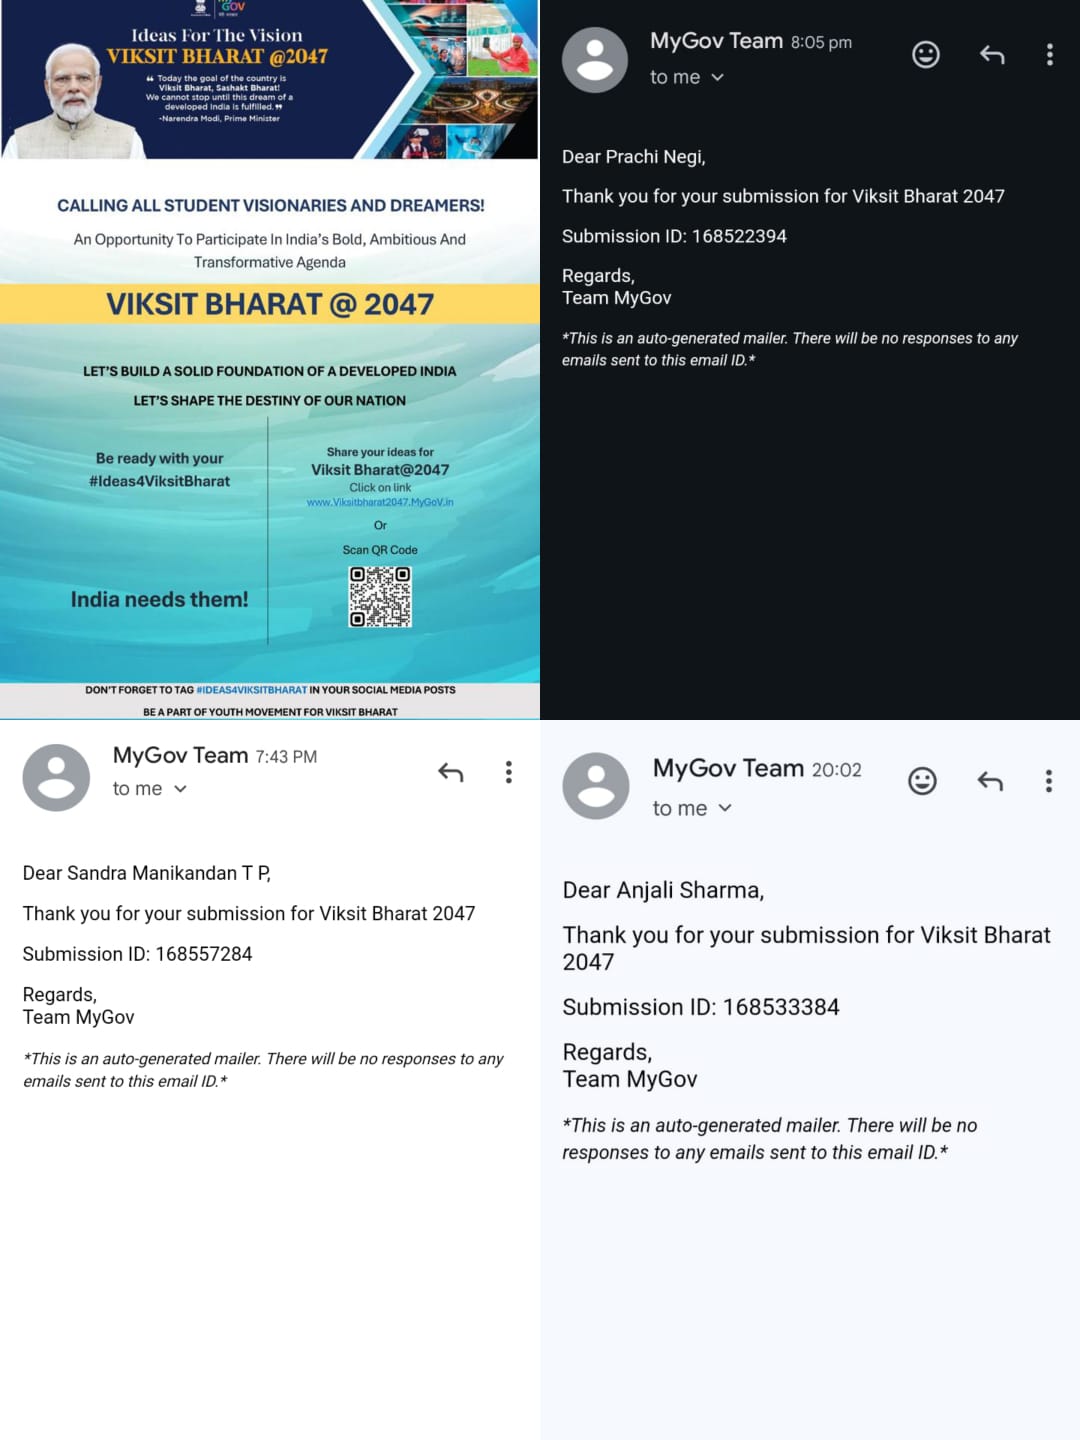 GOV
Ideas For The Vision
VIKSIT BHARAT @2047
❝ Today the goal of the country is
Viksit Bharat, Sashakt Bharat!
We cannot stop until this dream of a
developed India is fulfilled.❞
-Narendra Modi, Prime Minister
CALLING ALL STUDENT VISIONARIES AND DREAMERS!
An Opportunity To Participate In India's Bold, Ambitious And
Transformative Agenda
VIKSIT BHARAT @ 2047
LET'S BUILD A SOLID FOUNDATION OF A DEVELOPED INDIA
LET'S SHAPE THE DESTINY OF OUR NATION
Be ready with your
#Ideas4ViksitBharat
India needs them!
Share your ideas for
Viksit Bharat@2047
Click on link
www.Viksitbharat2047.MyGoV.in
Or
Scan QR Code
DON'T FORGET TO TAG #IDEAS4VIKSITBHARAT IN YOUR SOCIAL MEDIA POSTS
BE A PART OF YOUTH MOVEMENT FOR VIKSIT BHARAT
MyGov Team 8:05 pm
to me
Dear Prachi Negi,
Thank you for your submission for Viksit Bharat 2047
Submission ID: 168522394
Regards,
Team MyGov
*This is an auto-generated mailer. There will be no responses to any
emails sent to this email ID.*
MyGov Team 7:43 PM
to me
Dear Sandra Manikandan T P,
Thank you for your submission for Viksit Bharat 2047
Submission ID: 168557284
Regards,
Team MyGov
*This is an auto-generated mailer. There will be no responses to any
emails sent to this email ID.*
MyGov Team 20:02
to me
Dear Anjali Sharma,
Thank you for your submission for Viksit Bharat
2047
Submission ID: 168533384
Regards,
Team MyGov
*This is an auto-generated mailer. There will be no
responses to any emails sent to this email ID.*